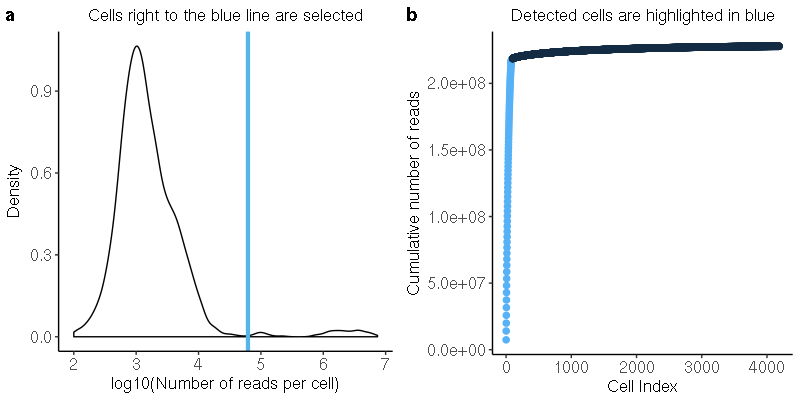 a
Cells right to the blue line are selected
Density
0.9
0.6
0.3
0.0
2 3 4 5 6 7
log10(Number of reads per cell)
b
Detected cells are highlighted in blue
Cumulative number of reads
2.0e+08
1.5e+08
1.0e+08
5.0e+07
0.0e+00
0 1000 2000 3000 4000
Cell Index